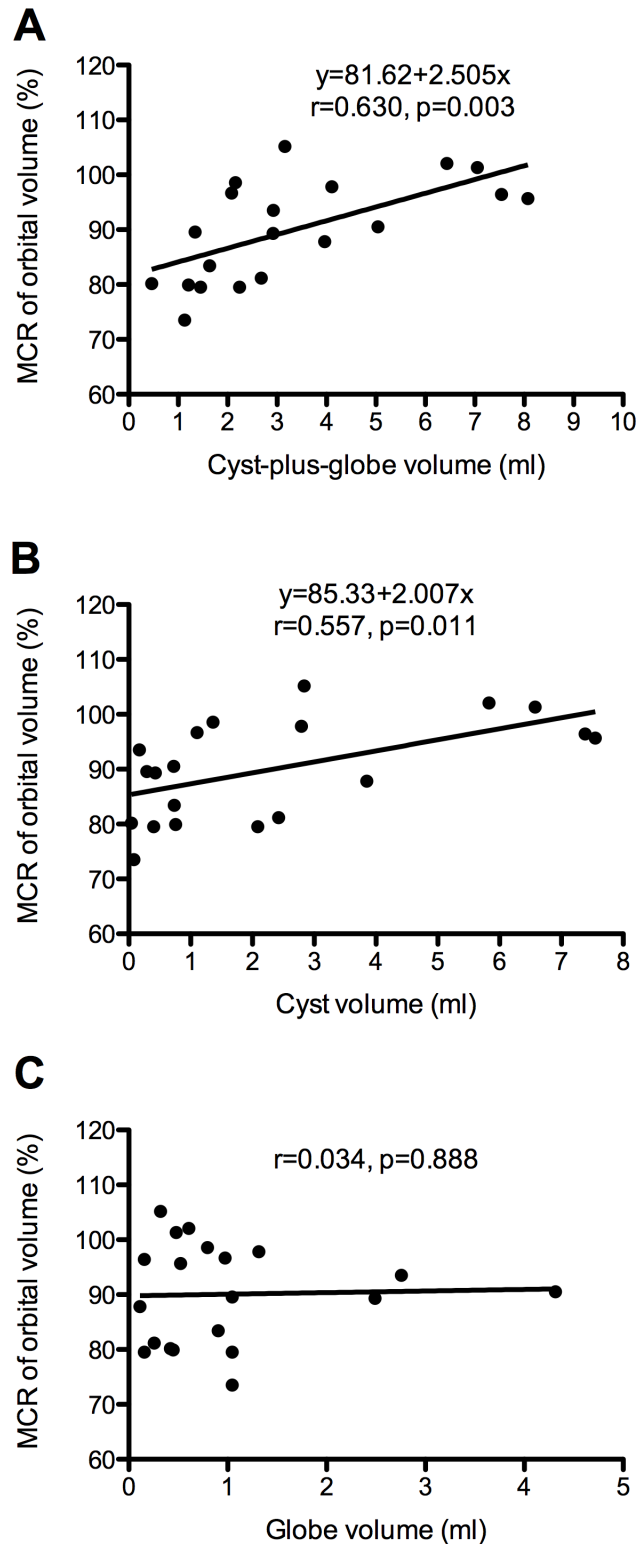 A
MCR of orbital volume (%)
120
110
100
90
80
70
60
y=81.62+2.505x
r=0.630, p=0.003
0 1 2 3 4 5 6 7 8 9 10
Cyst-plus-globe volume (ml)
B
MCR of orbital volume (%)
120
110
100
90
80
70
60
y=85.33+2.007x
r=0.557, p=0.011
0 1 2 3 4 5 6 7 8
Cyst volume (ml)
C
MCR of orbital volume (%)
120
110
100
90
80
70
60
r=0.034, p=0.888
0 1 2 3 4 5
Globe volume (ml)